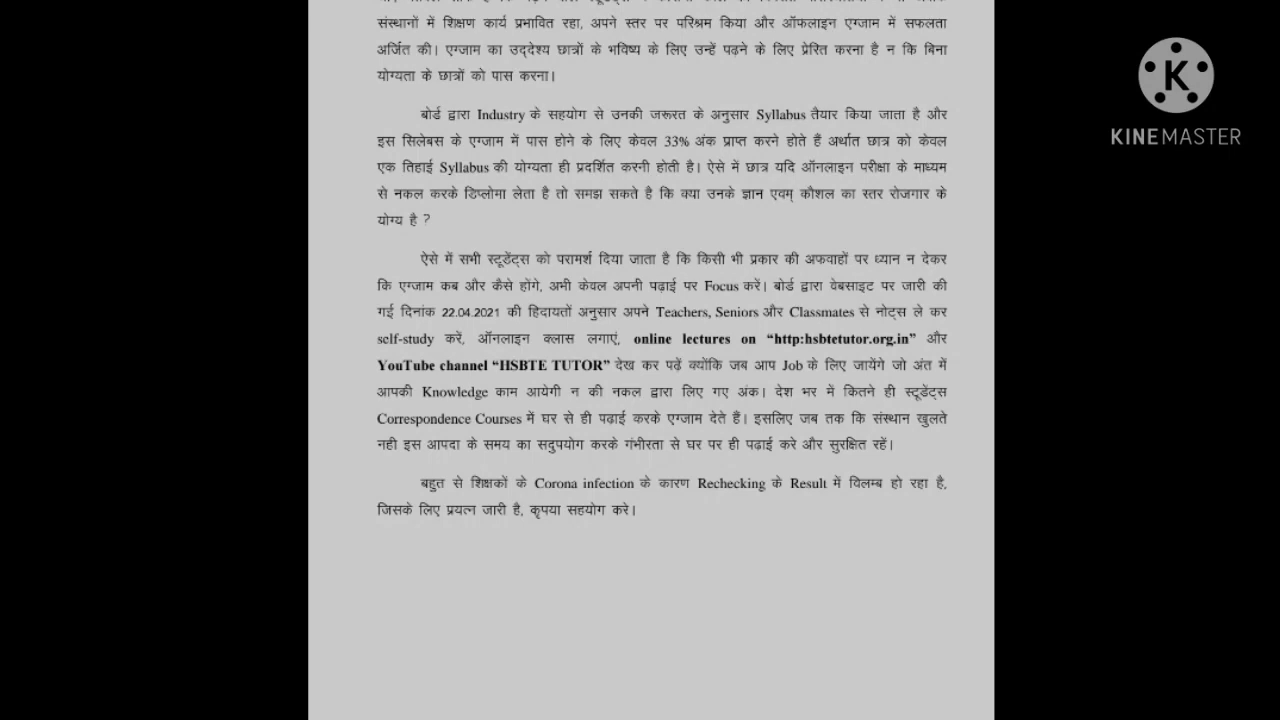 संस्थानों में शिक्षण कार्य प्रभावित रहा, अपने स्तर पर परिश्रम किया और ऑफलाइन एग्जाम में सफलता
अर्जित की। एग्जाम का उद्देश्य छात्रों के भविष्य के लिए उन्हें पढ़ने के लिए प्रेरित करना है न कि बिना
योग्यता के छात्रों को पास करना।
बोर्ड द्वारा Industry के सहयोग से उनकी जरूरत के अनुसार Syllabus तैयार किया जाता है और
इस सिलेबस के एग्जाम में पास होने के लिए केवल 33% अंक प्राप्त करने होते हैं अर्थात छात्र को केवल
एक तिहाई Syllabus की योग्यता ही प्रदर्शित करनी होती है। ऐसे में छात्र यदि ऑनलाइन परीक्षा के माध्यम
से नकल करके डिप्लोमा लेता है तो समझ सकते है कि क्या उनके ज्ञान एवम् कौशल का स्तर रोजगार के
योग्य है ?
ऐसे में सभी स्टूडेंट्स को परामर्श दिया जाता है कि किसी भी प्रकार की अफवाहों पर ध्यान न देकर
कि एग्जाम कब और कैसे होंगे, अभी केवल अपनी पढ़ाई पर Focus करें। बोर्ड द्वारा वेबसाइट पर जारी की
गई दिनांक 22.04.2021 की हिदायतों अनुसार अपने Teachers, Seniors और Classmates से नोट्स ले कर
self-study करें, ऑनलाइन क्लास लगाएं, online lectures on “http:hsbtetutor.org.in” और
YouTube channel “HSBTE TUTOR” देख कर पढ़ें क्योंकि जब आप Job के लिए जायेंगे जो अंत में
आपकी Knowledge काम आयेगी न की नकल द्वारा लिए गए अंक। देश भर में कितने ही स्टूडेंट्स
Correspondence Courses में घर से ही पढाई करके एग्जाम देते हैं। इसलिए जब तक कि संस्थान खुलते
नही इस आपदा के समय का सदुपयोग करके गंभीरता से घर पर ही पढाई करे और सुरक्षित रहें।
बहुत से शिक्षकों के Corona infection के कारण Rechecking के Result में विलम्ब हो रहा है,
जिसके लिए प्रयत्न जारी है, कृपया सहयोग करे।
K
KINEMASTER